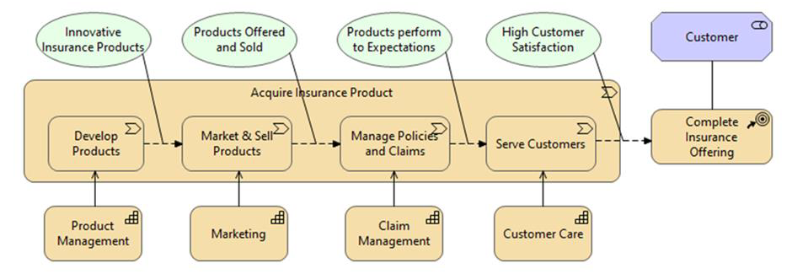 Innovative
Insurance Products
Products Offered
and Sold
Products perform
to Expectations
High Customer
Satisfaction
Customer
Acquire Insurance Product
Develop
Products
Market & Sell
Products
Manage Policies
and Claims
Serve Customers
Complete
Insurance
Offering
Product
Management
Marketing
Claim
Management
Customer Care